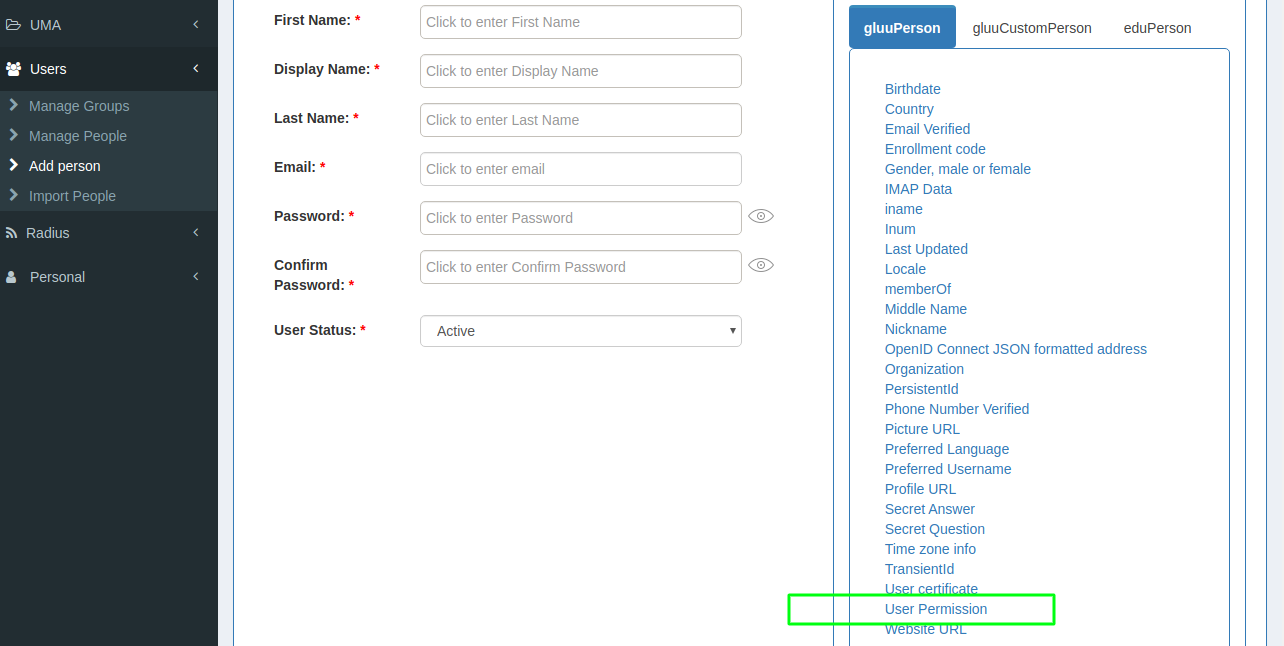 UMA
Users
Manage Groups
Manage People
Add person
Import People
Radius
Personal
First Name: *
Click to enter First Name
Display Name: *
Click to enter Display Name
Last Name: *
Click to enter Last Name
Email: *
Click to enter email
Password: *
Click to enter Password
Confirm
Password: *
Click to enter Confirm Password
User Status: *
Active
gluuPerson gluuCustomPerson eduPerson
Birthdate
Country
Email Verified
Enrollment code
Gender, male or female
IMAP Data
iname
Inum
Last Updated
Locale
memberOf
Middle Name
Nickname
OpenID Connect JSON formatted address
Organization
PersistentId
Phone Number Verified
Picture URL
Preferred Language
Preferred Username
Profile URL
Secret Answer
Secret Question
Time zone info
TransientId
User certificate
User Permission
Website URL